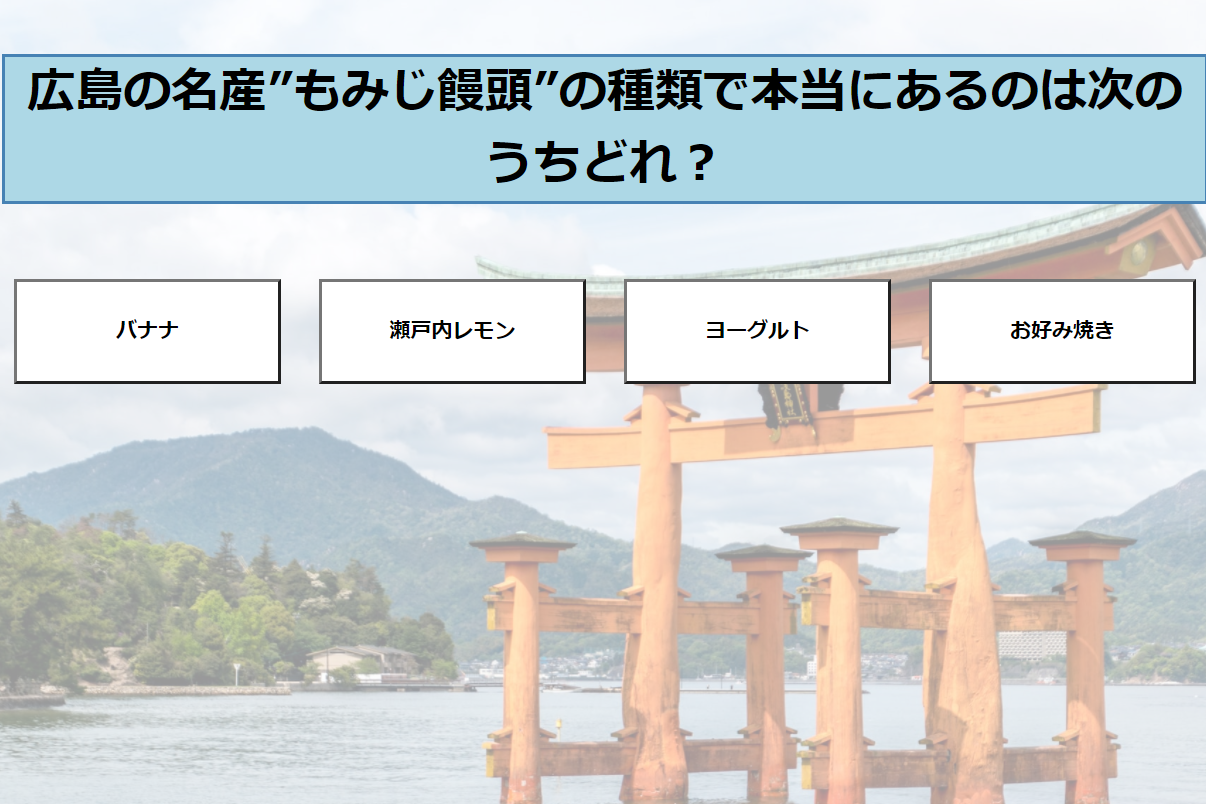 広島の名産”もみじ饅頭”の種類で本当にあるのは次の
うちどれ？
バナナ
瀬戸内レモン
ヨーグルト
お好み焼き